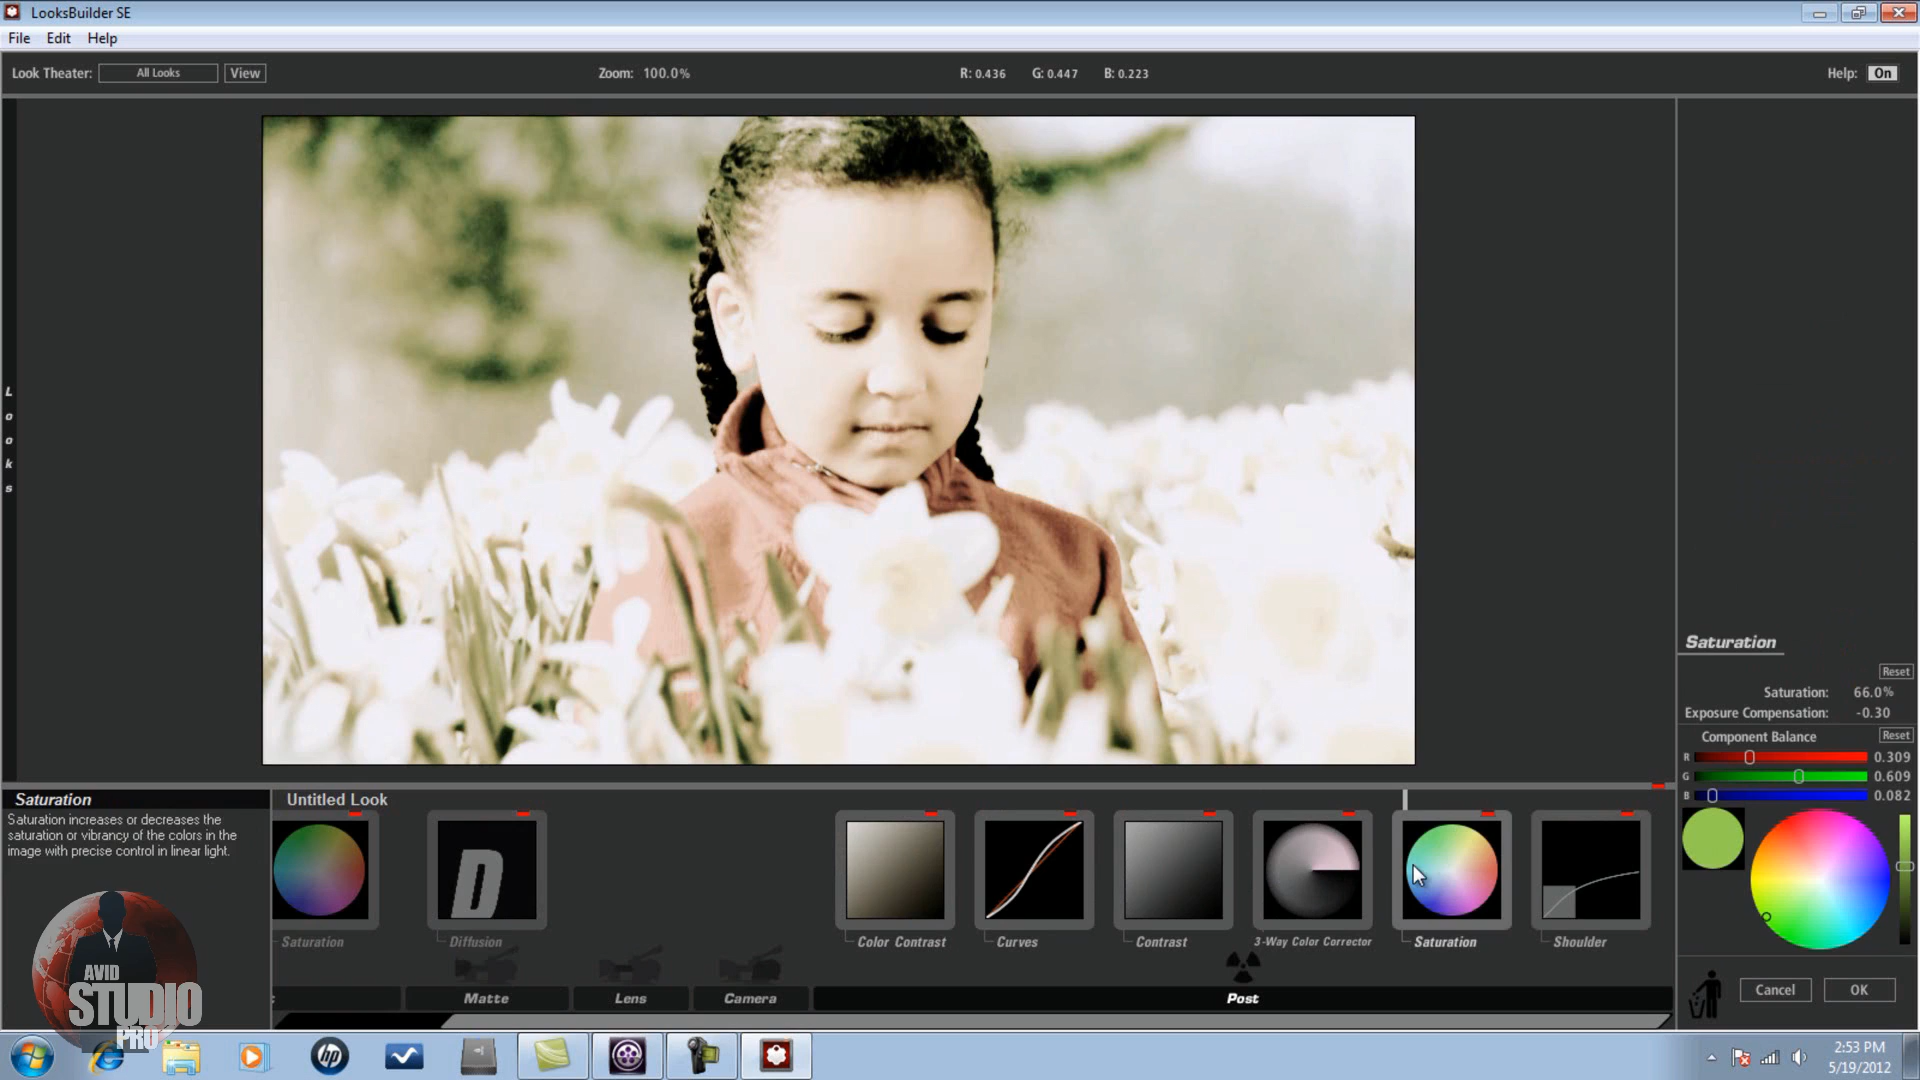 LooksBuilder SE
File Edit Help
Look Theater: All Looks View Zoom: 100.0% R: 0.436 G: 0.447 B: 0.223 Help: On
Looks
Saturation
Reset
Saturation: 66.0%
Exposure Compensation: -0.30
Component Balance Reset
R 0.309
G 0.609
B 0.082
Saturation
Saturation increases or decreases the
saturation or vibrancy of the colors in the
image with precise control in linear light.
Untitled Look
D
Saturation Diffusion Color Contrast Curves Contrast 3-Way Color Corrector Saturation Shoulder
Matte Lens Camera Post
Cancel OK
AVID
STUDIO
PRO
hp
2:53 PM
5/19/2012